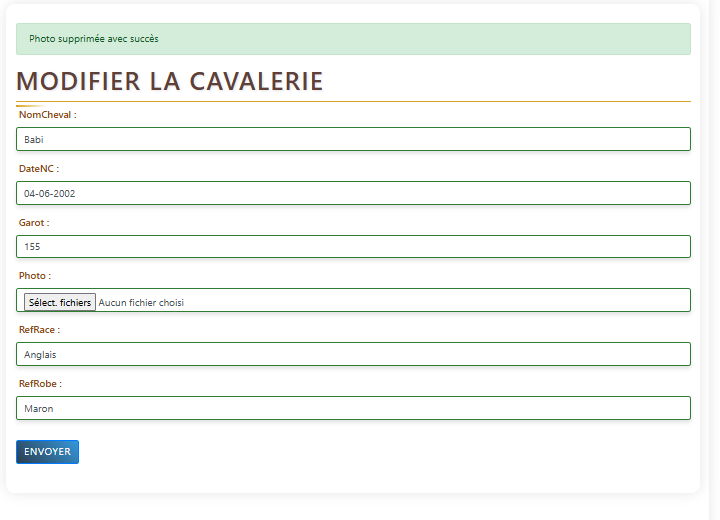 Photo supprimée avec succès
MODIFIER LA CAVALERIE
NomCheval :
Babi
DateNC :
04-06-2002
Garot :
155
Photo :
Sélect. fichiers Aucun fichier choisi
RefRace :
Anglais
RefRobe :
Maron
ENVOYER